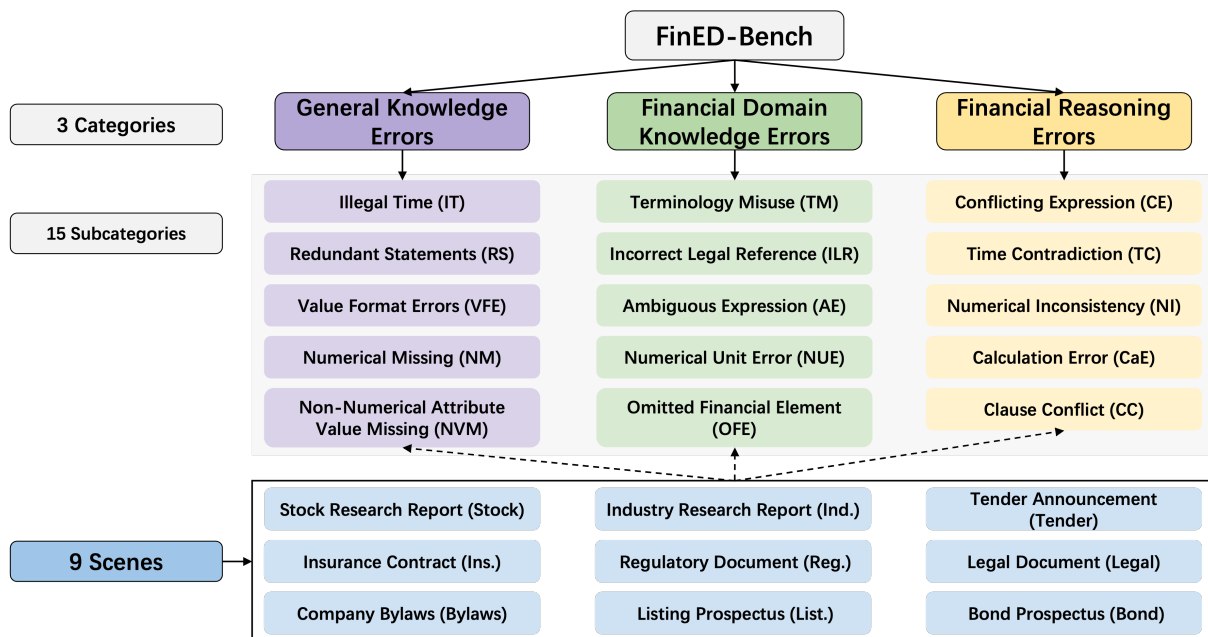 FinED-Bench
3 Categories
General Knowledge
Errors
Financial Domain
Knowledge Errors
Financial Reasoning
Errors
15 Subcategories
Illegal Time (IT)
Terminology Misuse (TM)
Conflicting Expression (CE)
Redundant Statements (RS)
Incorrect Legal Reference (ILR)
Time Contradiction (TC)
Value Format Errors (VFE)
Ambiguous Expression (AE)
Numerical Inconsistency (NI)
Numerical Missing (NM)
Numerical Unit Error (NUE)
Calculation Error (CaE)
Non-Numerical Attribute
Value Missing (NVM)
Omitted Financial Element
(OFE)
Clause Conflict (CC)
9 Scenes
Stock Research Report (Stock)
Industry Research Report (Ind.)
Tender Announcement
(Tender)
Insurance Contract (Ins.)
Regulatory Document (Reg.)
Legal Document (Legal)
Company Bylaws (Bylaws)
Listing Prospectus (List.)
Bond Prospectus (Bond)